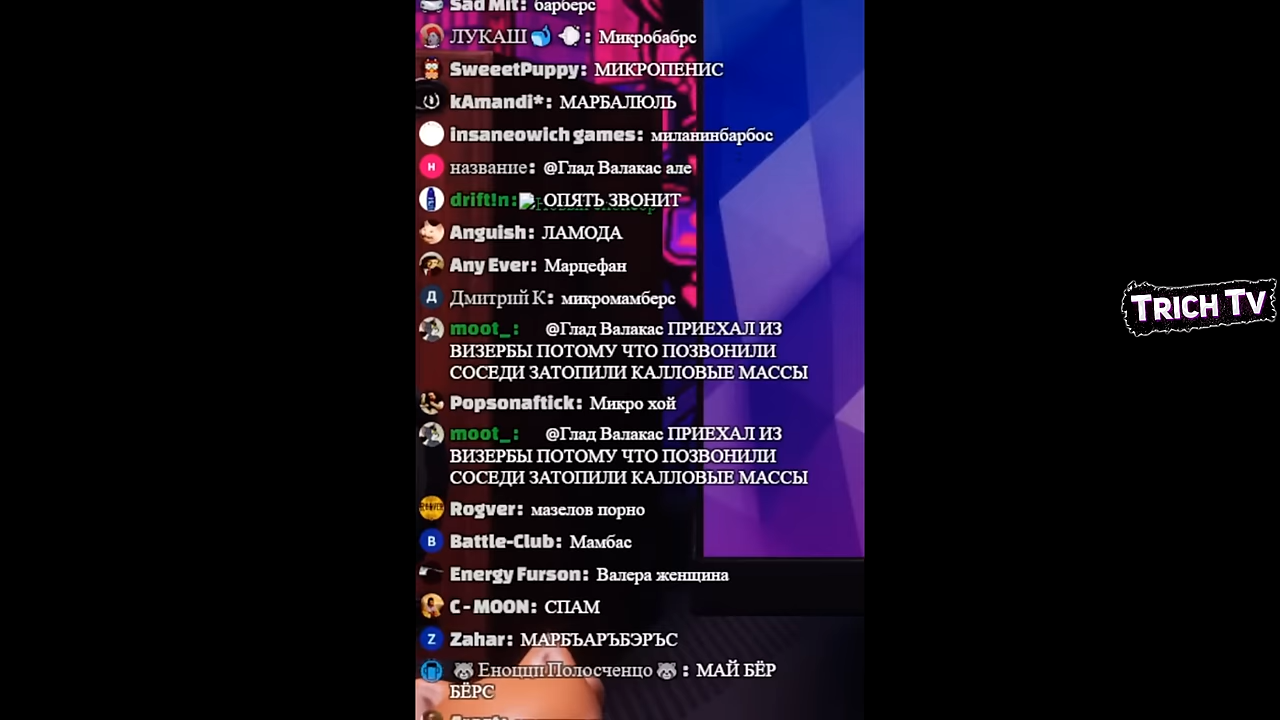 Sad Mit: барберс
ЛУКАШ : Микробабрс
SweeetPuppy: МИКРОПЕНИС
kAmandi*: МАРБАЛЮЛЬ
insaneowich games: миланинбарбос
Н название: @Глад Валакас але
drift!n: ОПЯТЬ ЗВОНИТ
Anguish: ЛАМОДА
Any Ever: Марцефан
Д Дмитрий К: микромамберс
moot_: @Глад Валакас ПРИЕХАЛ ИЗ
ВИЗЕРБЫ ПОТОМУ ЧТО ПОЗВОНИЛИ
СОСЕДИ ЗАТОПИЛИ КАЛЛОВЫЕ МАССЫ
Popsonaftick: Микро хой
moot_: @Глад Валакас ПРИЕХАЛ ИЗ
ВИЗЕРБЫ ПОТОМУ ЧТО ПОЗВОНИЛИ
СОСЕДИ ЗАТОПИЛИ КАЛЛОВЫЕ МАССЫ
Rogver: мазелов порно
B Battle-Club: Мамбас
Energy Furson: Валера женщина
C - MOON: СПАМ
Z Zahar: МАРБЪАРЪБЭРЪС
🐼 Еноцци Полосченцо 🐼 : МАЙ БЁР
БЁРС
TRICH TV